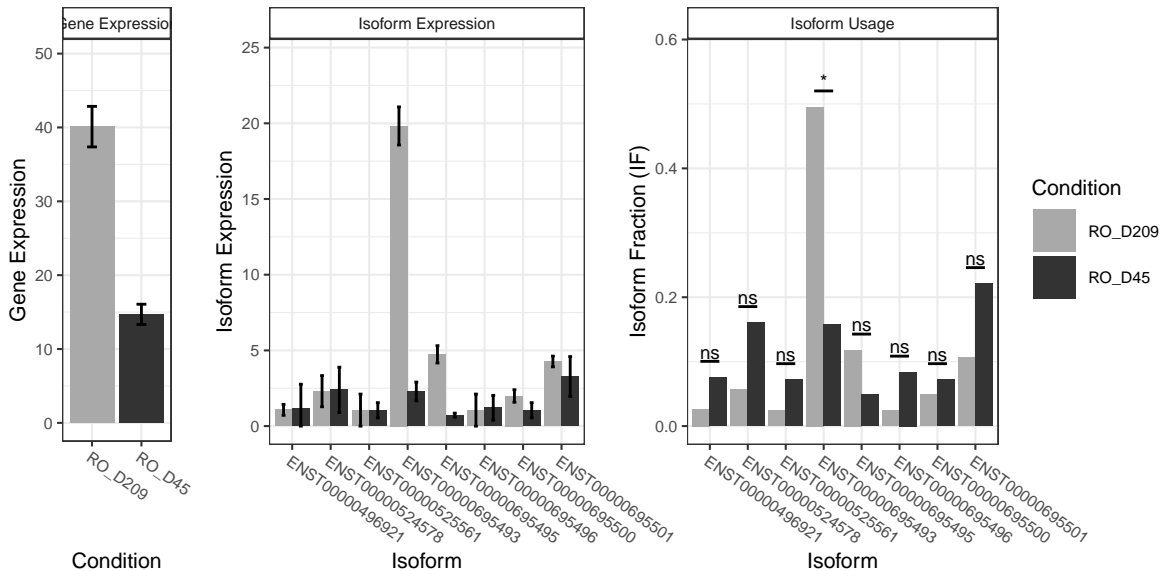 Gene Expression
Gene Expression
50
40
30
20
10
0
RO_D209
RO_D45
Condition
Isoform Expression
Isoform Expression
25
20
15
10
5
0
ENST00000496921
ENST00000524578
ENST00000525561
ENST00000695493
ENST00000695495
ENST00000695496
ENST00000695500
ENST00000695501
Isoform
Isoform Usage
Isoform Fraction (IF)
0.6
0.4
0.2
0.0
ns
ns
ns
*
ns
ns
ns
ns
ENST00000496921
ENST00000524578
ENST00000525561
ENST00000695493
ENST00000695495
ENST00000695496
ENST00000695500
ENST00000695501
Isoform
Condition
RO_D209
RO_D45